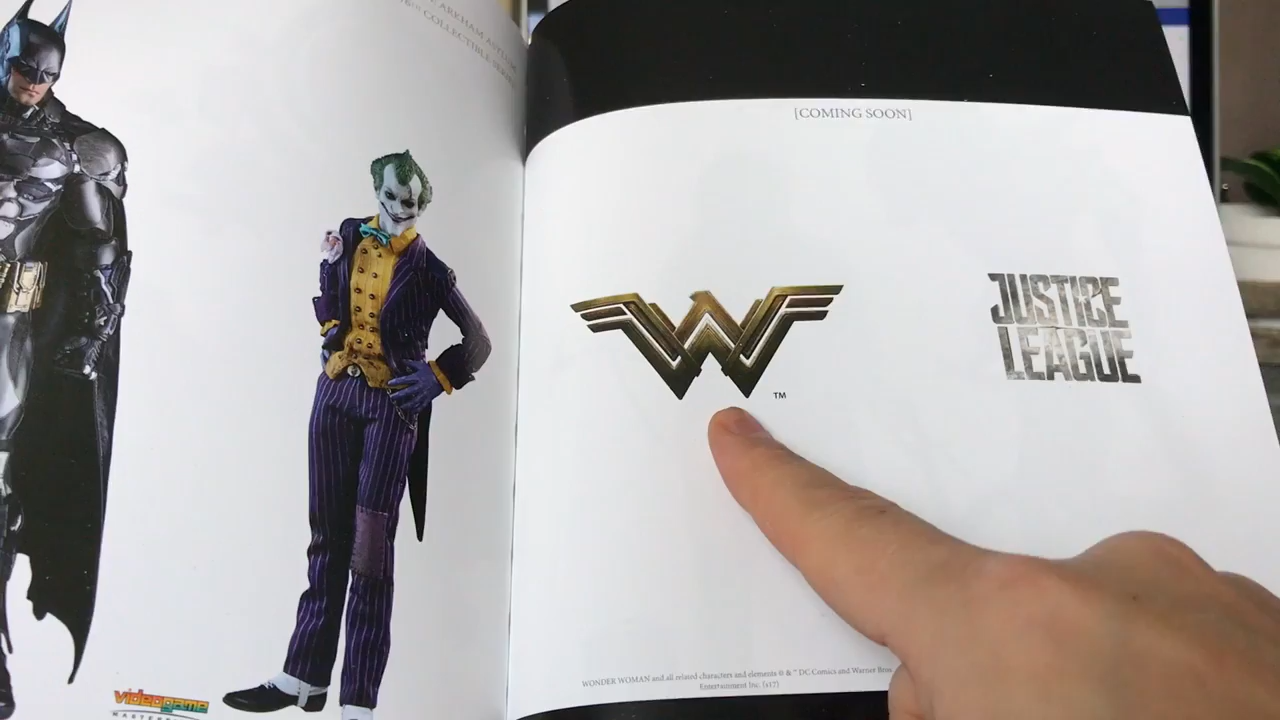 ARKHAM ASYLUM
COLLECTIBLE SERIES
videogame
[COMING SOON]
W
TM
JUSTICE
LEAGUE
WONDER WOMAN and all related characters and elements © & ™ DC Comics and Warner Bros
Entertainment Inc. (s17)